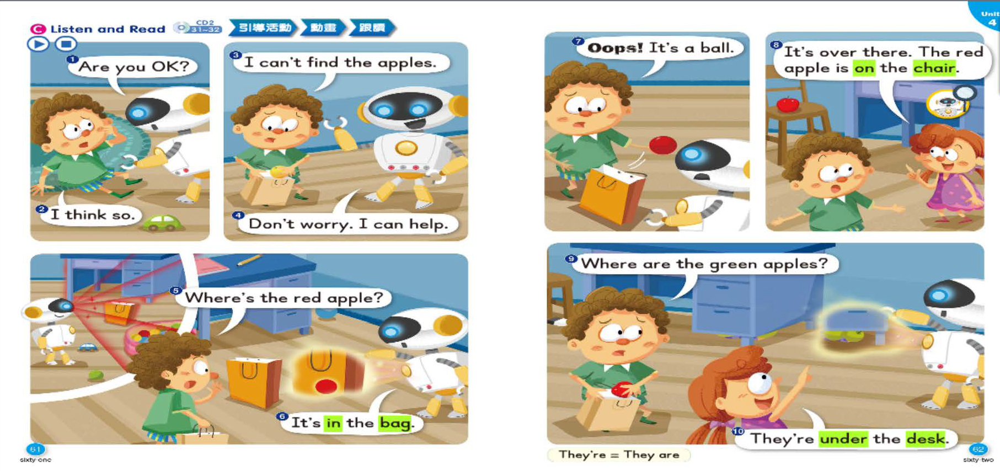 C Listen and Read CD2 31~32 引導活動 動畫 跟讀
1 Are you OK?
2 I think so.
3 I can't find the apples.
4 Don't worry. I can help.
5 Where's the red apple?
6 It's in the bag.
61
sixty-one
Unit
4
7 Oops! It's a ball.
8 It's over there. The red
apple is on the chair.
9 Where are the green apples?
10 They're under the desk.
They're = They are
62
sixty-two